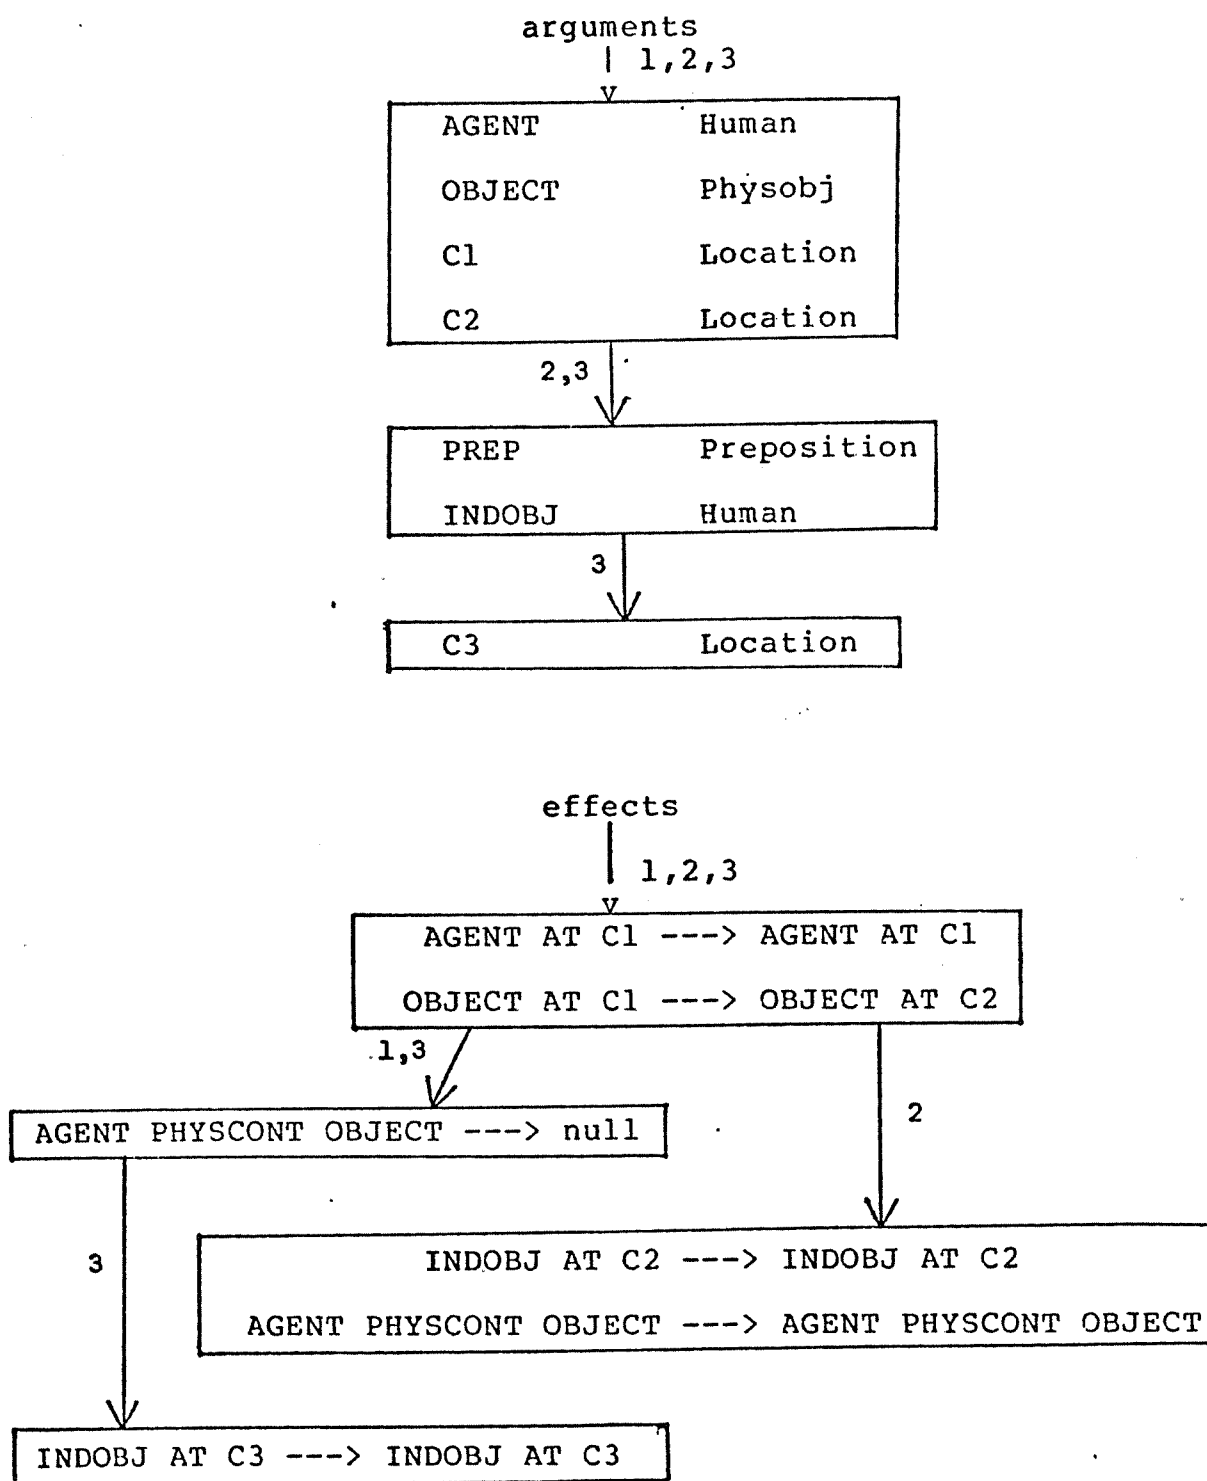 arguments
1,2,3
AGENT Human
OBJECT Physobj
C1 Location
C2 Location
2,3
PREP Preposition
INDOBJ Human
3
C3 Location
effects
1,2,3
AGENT AT C1 ---> AGENT AT C1
OBJECT AT C1 ---> OBJECT AT C2
1,3
2
AGENT PHYSCONT OBJECT ---> null
3
INDOBJ AT C2 ---> INDOBJ AT C2
AGENT PHYSCONT OBJECT ---> AGENT PHYSCONT OBJECT
INDOBJ AT C3 ---> INDOBJ AT C3